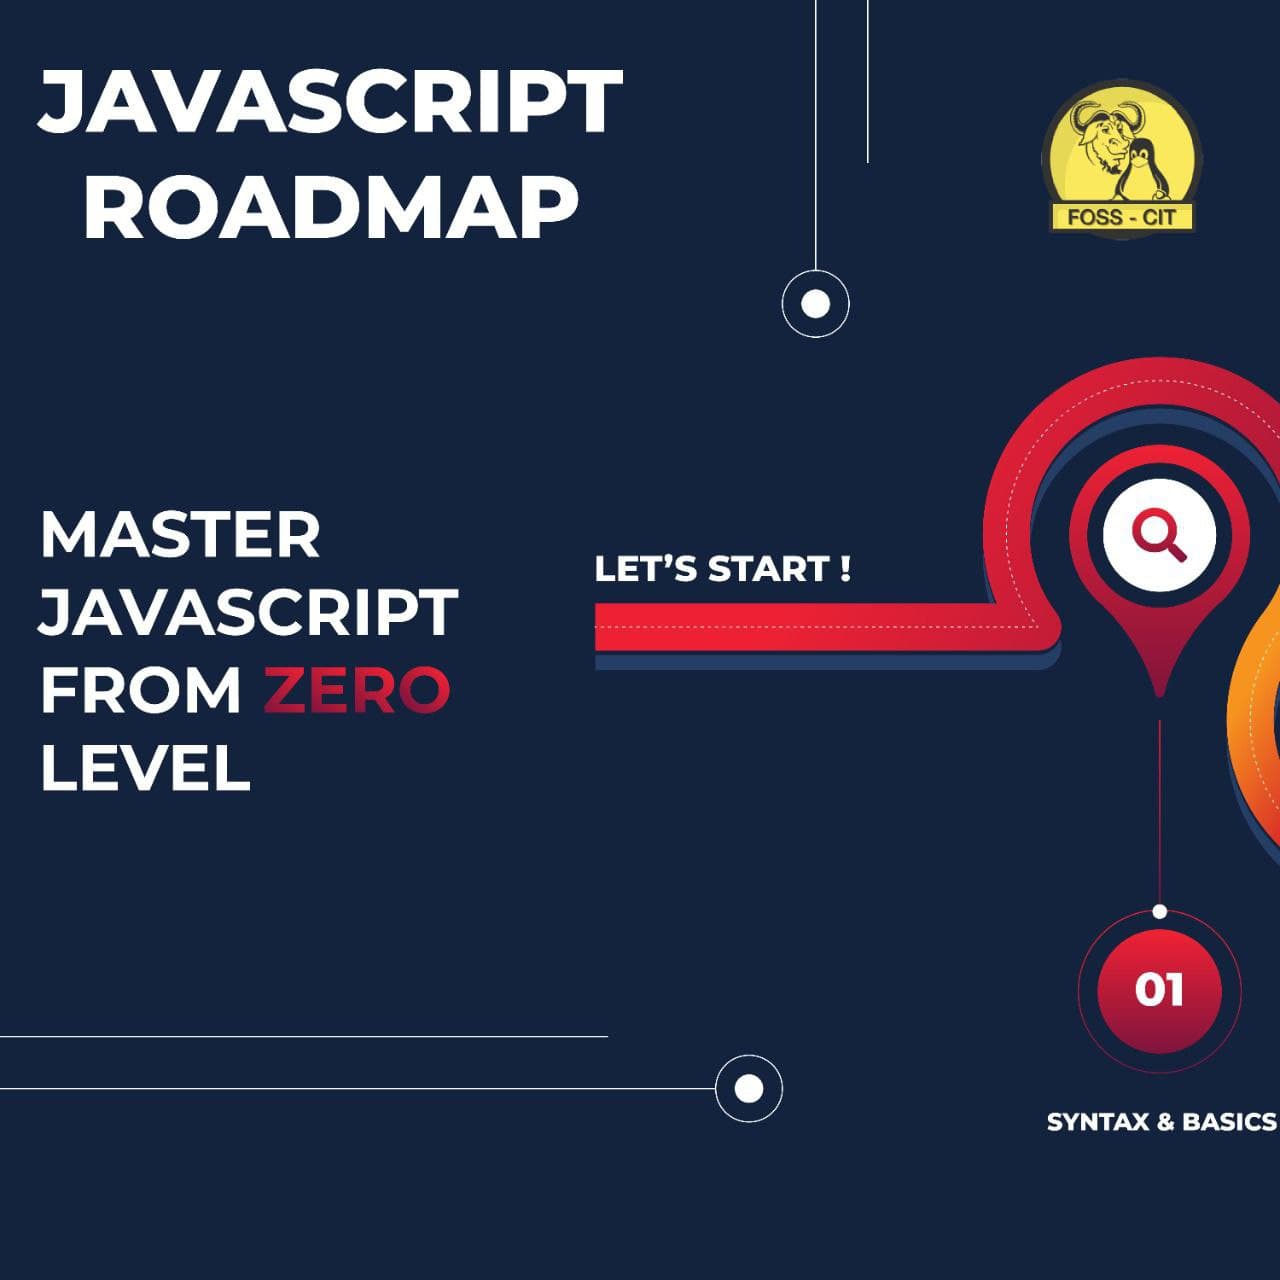 JAVASCRIPT
ROADMAP
FOSS - CIT
MASTER
JAVASCRIPT
FROM ZERO
LEVEL
LET’S START !
01
SYNTAX & BASICS